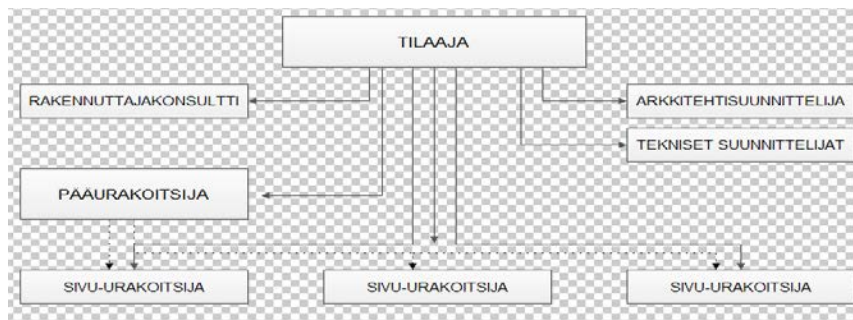 TILAAJA
RAKENNUTTAJAKONSULTTI
ARKKITEHTISUUNNITTELIJA
TEKNISET SUUNNITTELIJAT
PÄÄURAKOITSIJA
SIVU-URAKOITSIJA
SIVU-URAKOITSIJA
SIVU-URAKOITSIJA